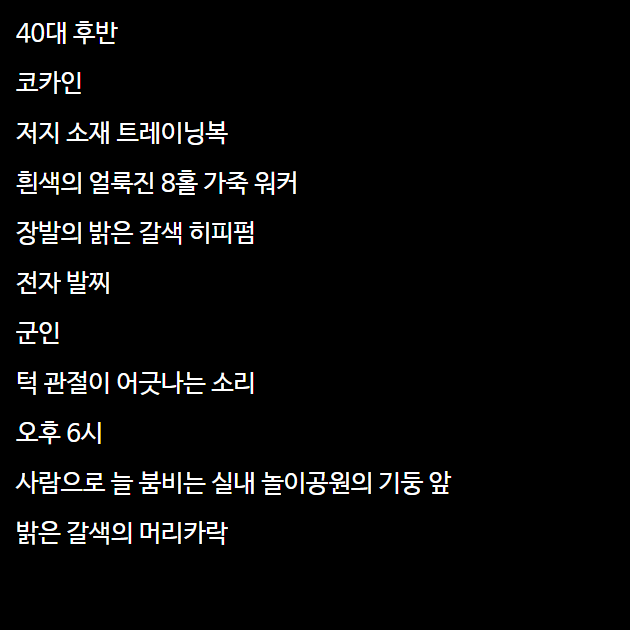 40대 후반
코카인
저지 소재 트레이닝복
흰색의 얼룩진 8홀 가죽 워커
장발의 밝은 갈색 히피펌
전자 발찌
군인
턱 관절이 어긋나는 소리
오후 6시
사람으로 늘 붐비는 실내 놀이공원의 기둥 앞
밝은 갈색의 머리카락